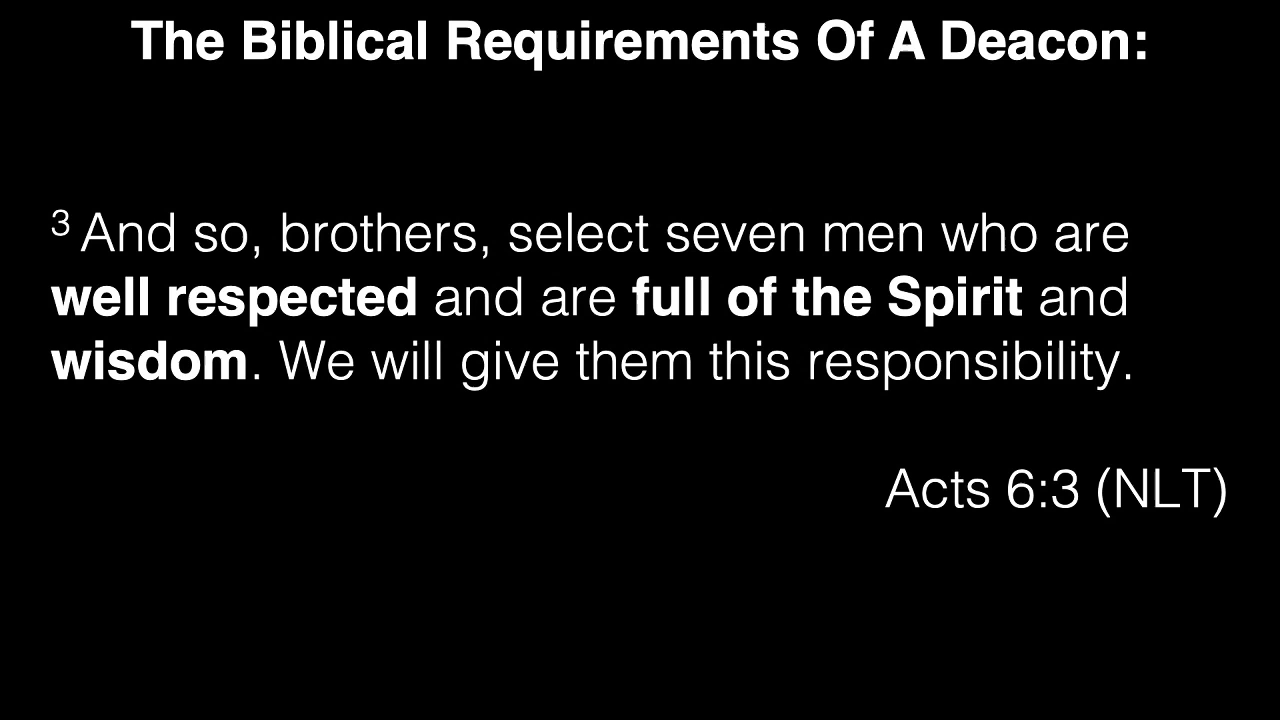 The Biblical Requirements Of A Deacon:
3 And so, brothers, select seven men who are
well respected and are full of the Spirit and
wisdom. We will give them this responsibility.
Acts 6:3 (NLT)